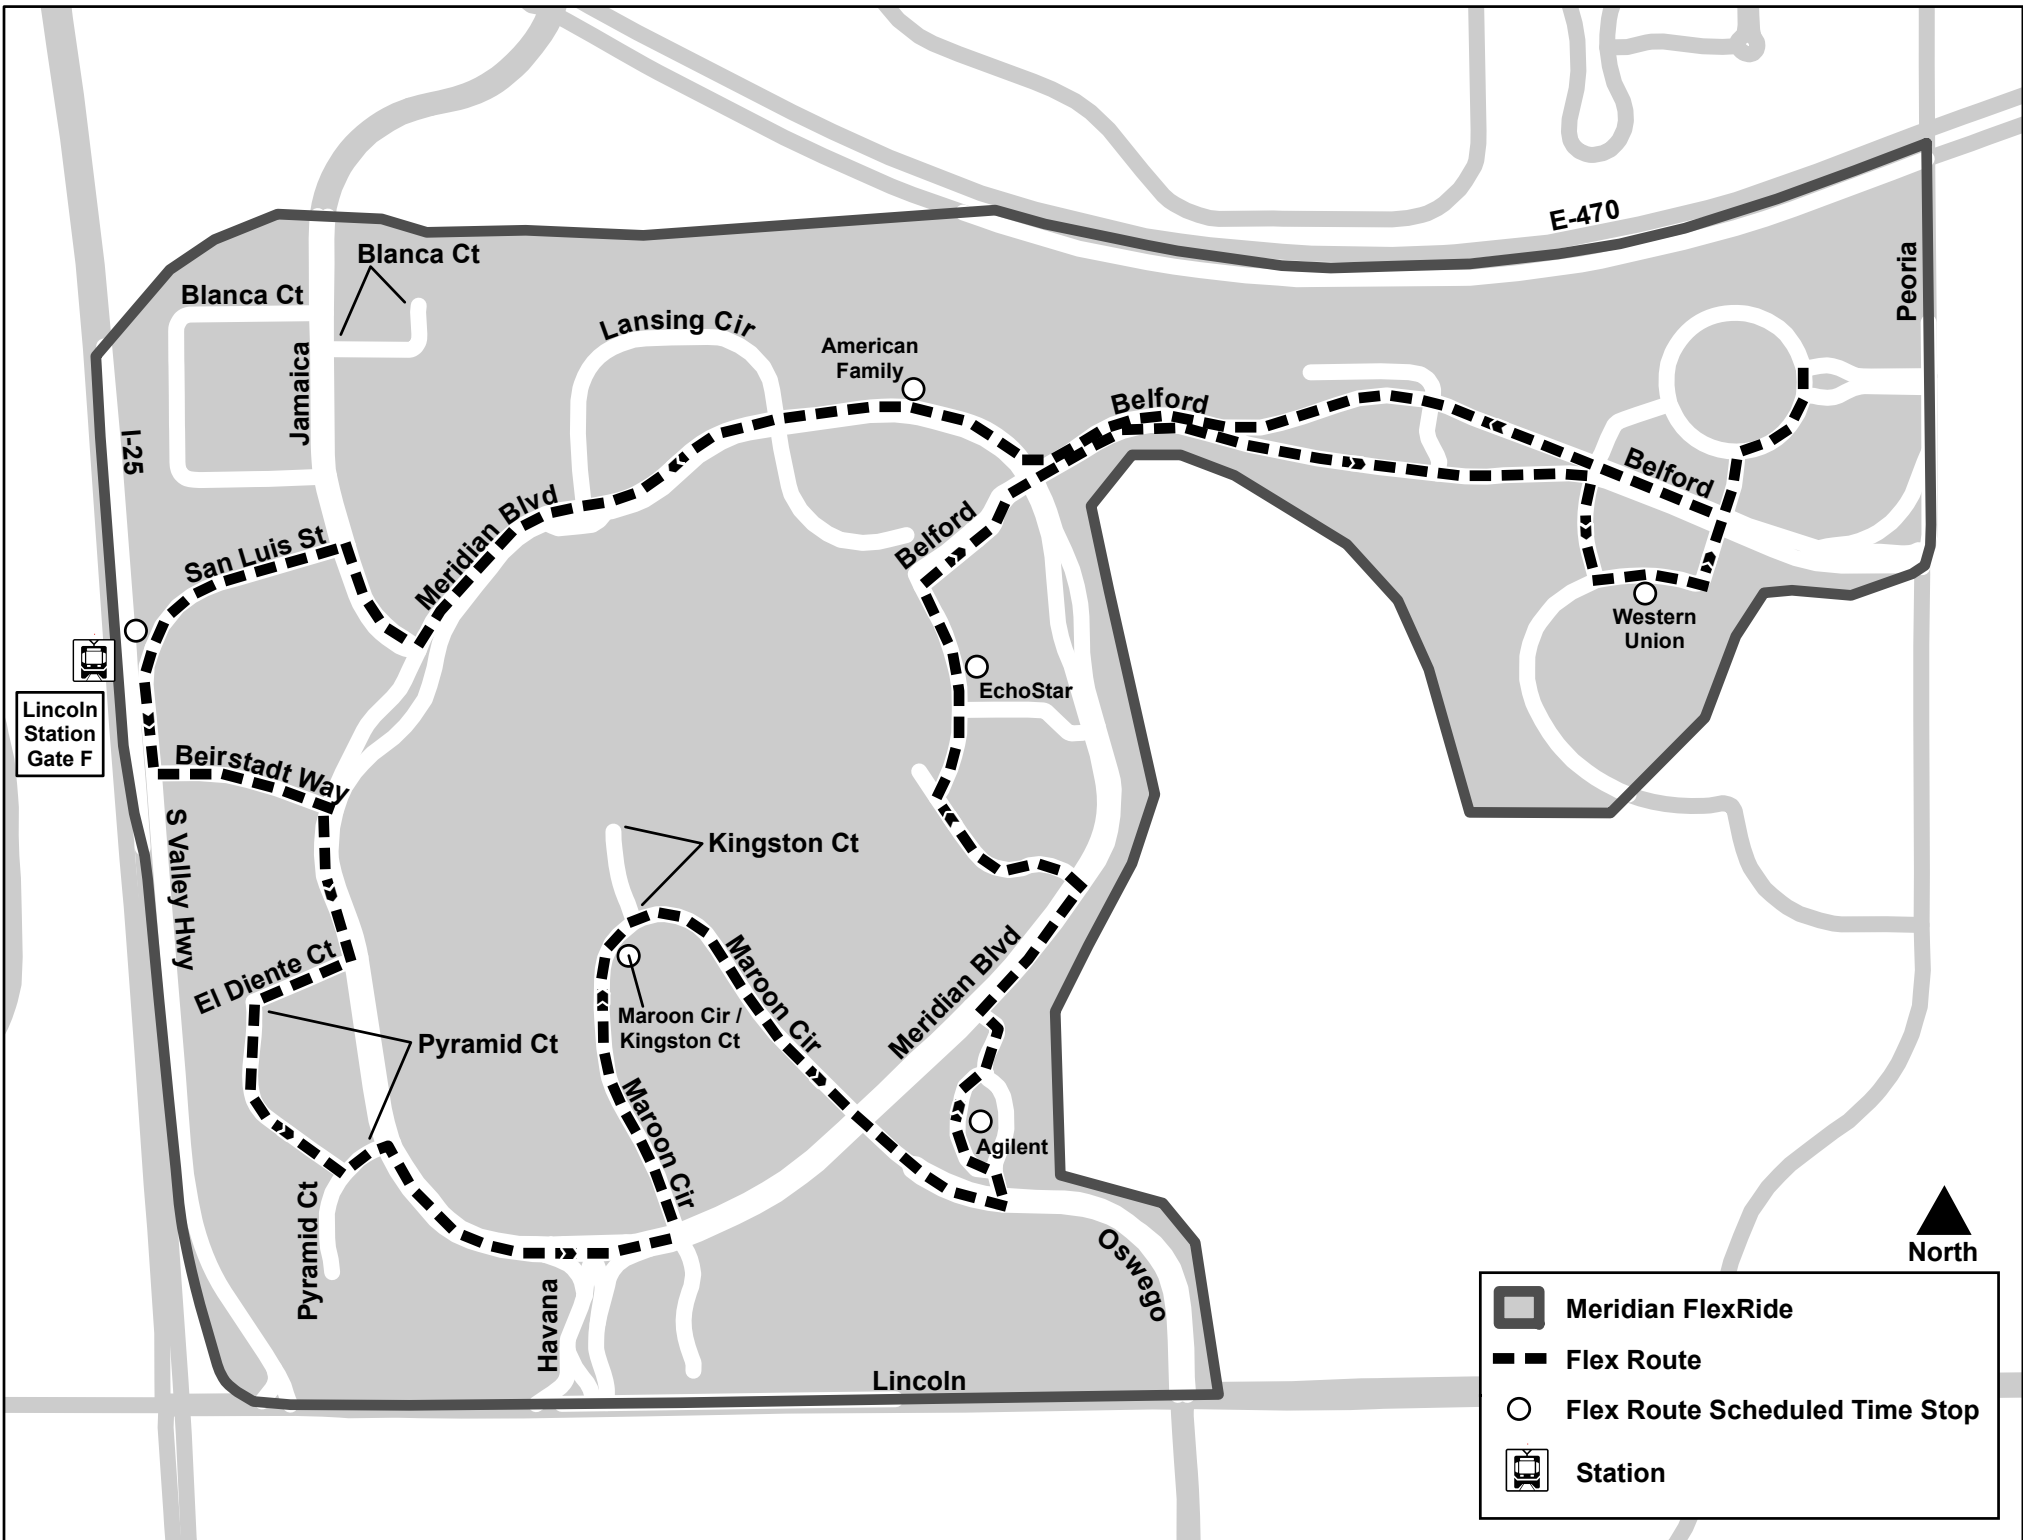 E-470
Peoria
Blanca Ct
Blanca Ct
Lansing Cir
American
Family
Jamaica
Belford
I-25
Belford
Meridian Blvd
Belford
San Luis St
Western
Union
EchoStar
Lincoln
Station
Gate F
Beirstadt Way
S Valley Hwy
Kingston Ct
Maroon Cir
Meridian Blvd
El Diente Ct
Maroon Cir /
Kingston Ct
Pyramid Ct
Maroon Cir
Agilent
Pyramid Ct
Oswego
Havana
Lincoln
North
Meridian FlexRide
Flex Route
Flex Route Scheduled Time Stop
Station